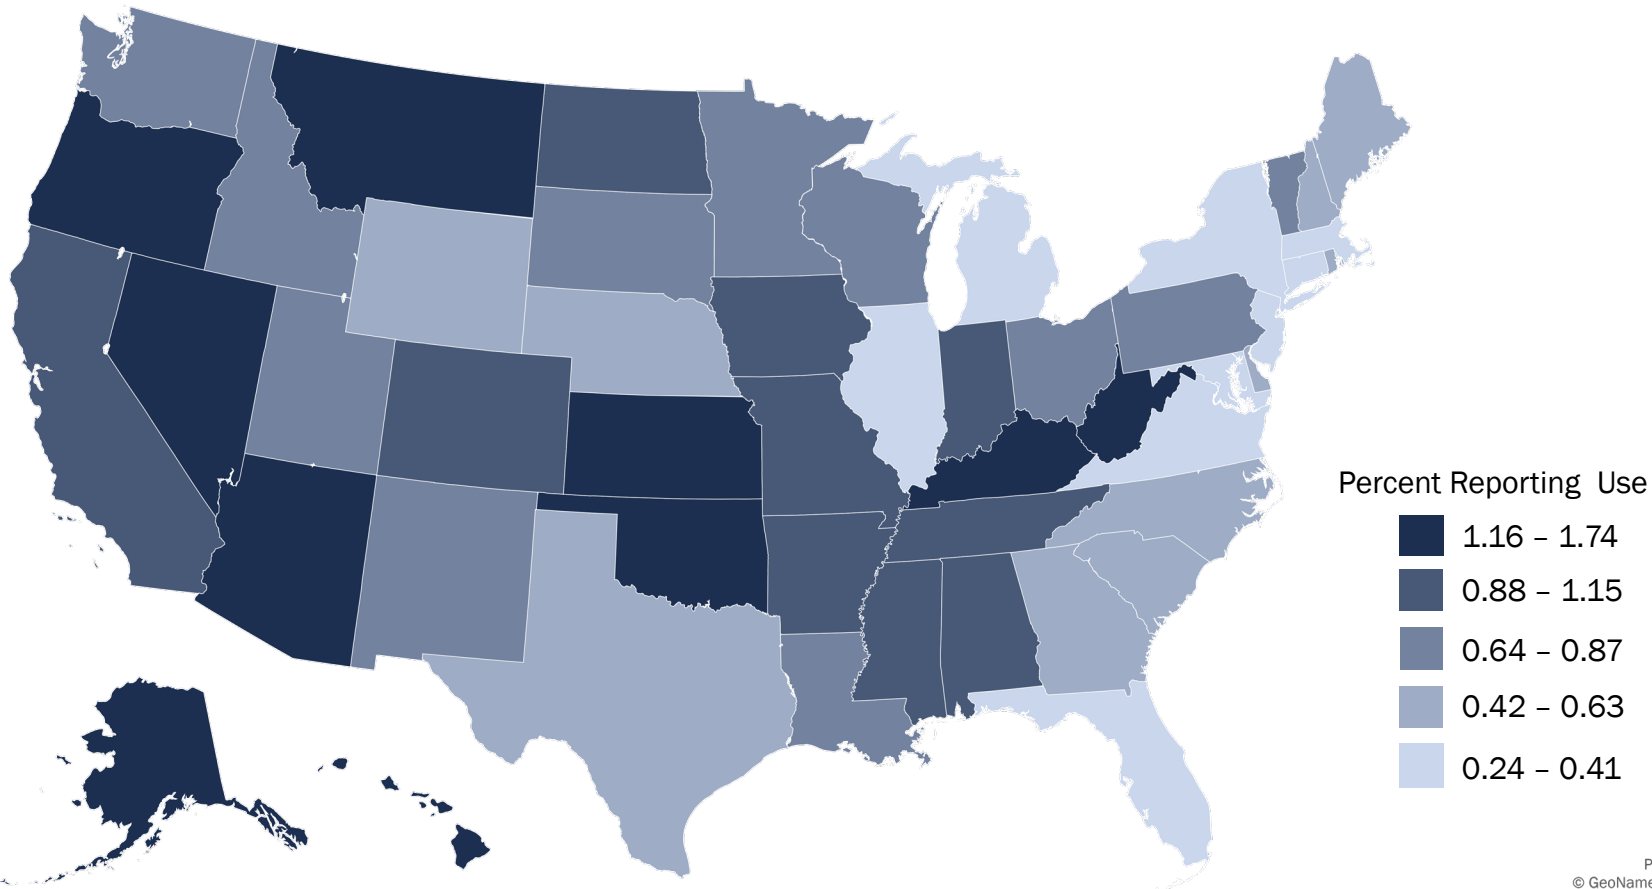 Percent Reporting Use
1.16 – 1.74
0.88 – 1.15
0.64 – 0.87
0.42 – 0.63
0.24 – 0.41
P
© GeoName